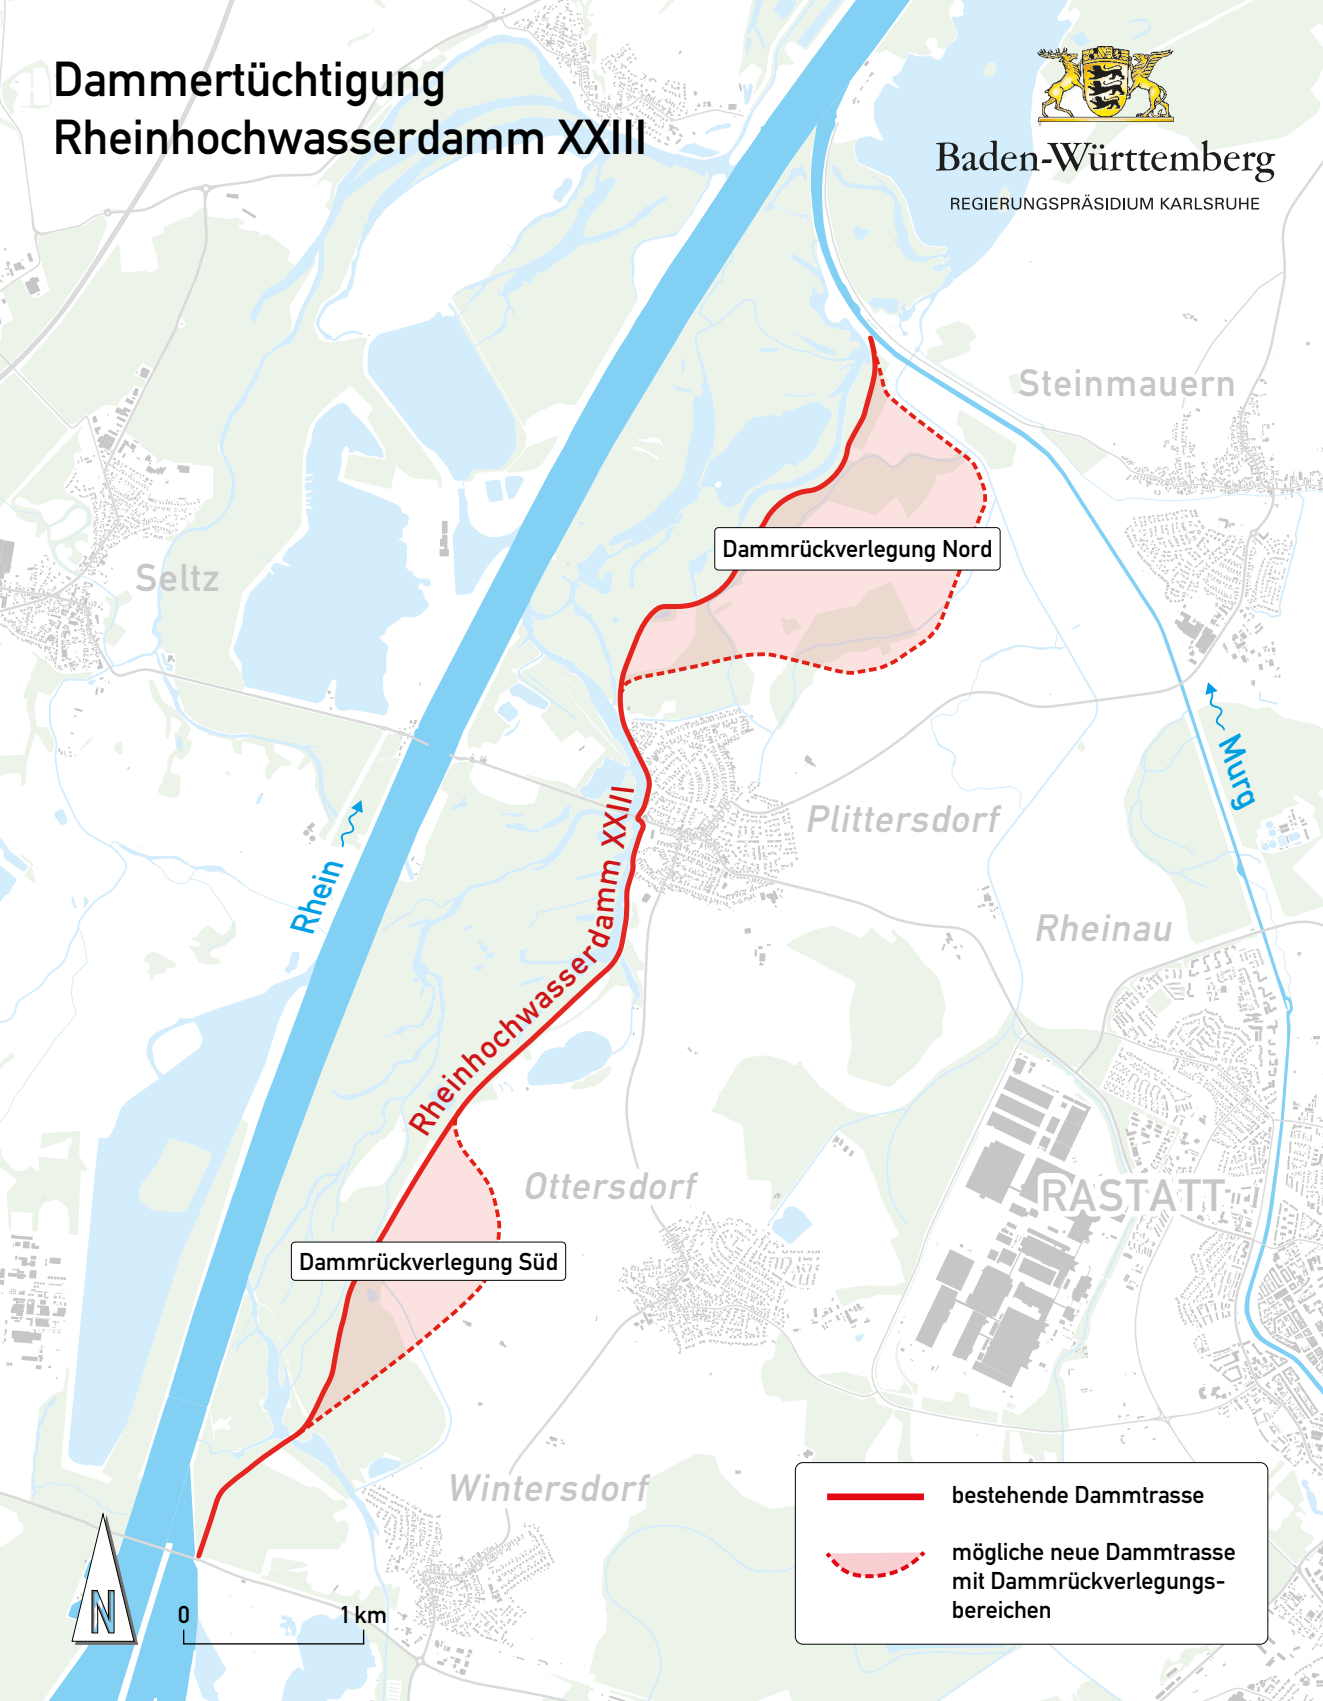 Dammertüchtigung
Rheinhochwasserdamm XXIII
Baden-Württemberg
REGIERUNGSPRÄSIDIUM KARLSRUHE
Steinmauern
Dammrückverlegung Nord
Seltz
Murg
Plittersdorf
Rhein
Rheinhochwasserdamm XXIII
Rheinau
Ottersdorf
RASTATT
Dammrückverlegung Süd
Wintersdorf
bestehende Dammtrasse
mögliche neue Dammtrasse
mit Dammrückverlegungs-
bereichen
N
0 1 km